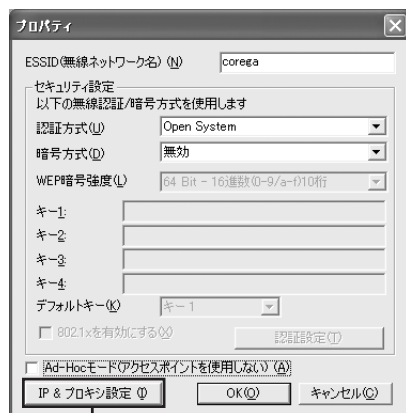 プロパティ
ESSID(無線ネットワーク名) (N) corega
セキュリティ設定
以下の無線認証/暗号方式を使用します
認証方式(U) Open System
暗号方式(D) 無効
WEP暗号強度(L) 64 Bit - 16進数(0-9/a-f)10桁
キー1:
キー2:
キー3:
キー4:
デフォルトキー(K) キー 1
802.1xを有効にする(X) 認証設定(T)
Ad-Hocモード(アクセスポイントを使用しない) (A)
IP & プロキシ設定 (I) OK(O) キャンセル(C)